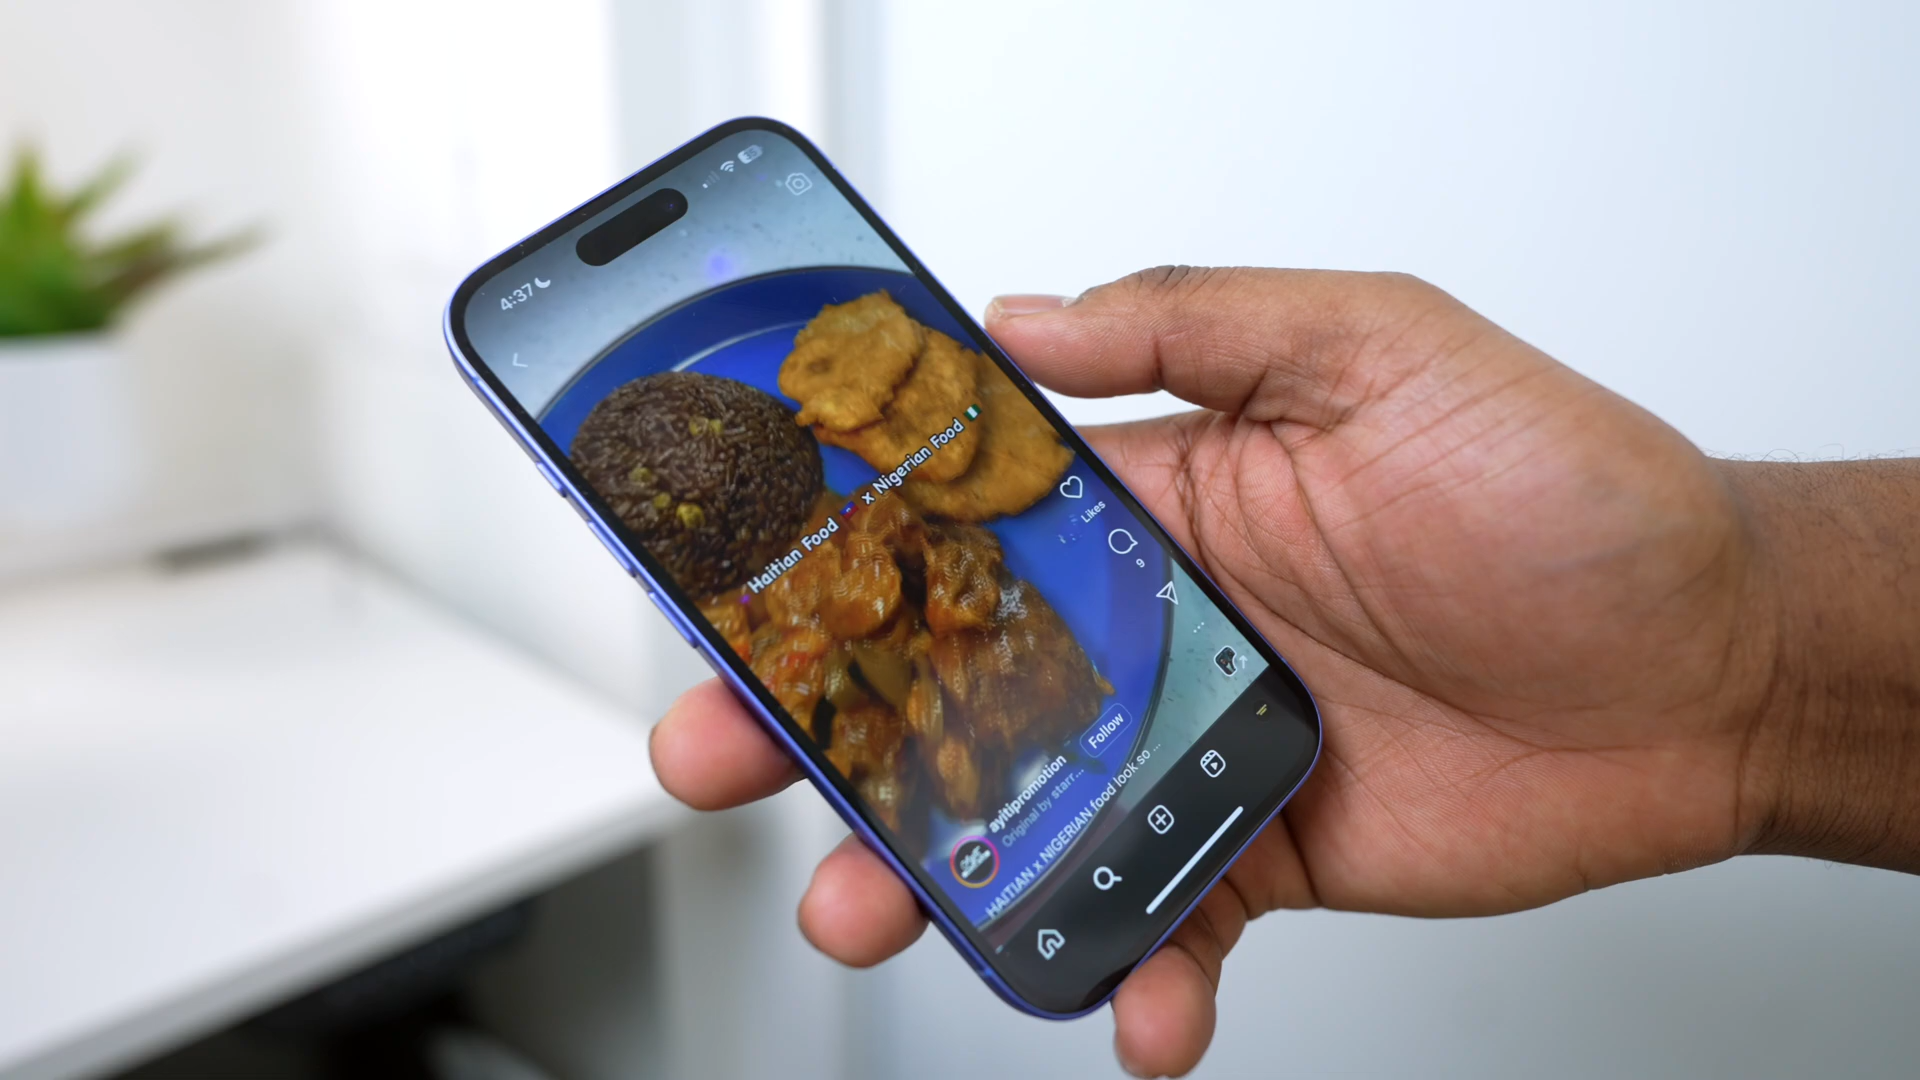 4:37
Haitian Food 🇭🇹 x Nigerian Food 🇳🇬
Likes
9
ayitipromotion
Follow
Original by starr...
HAITIAN x NIGERIAN food look so ...